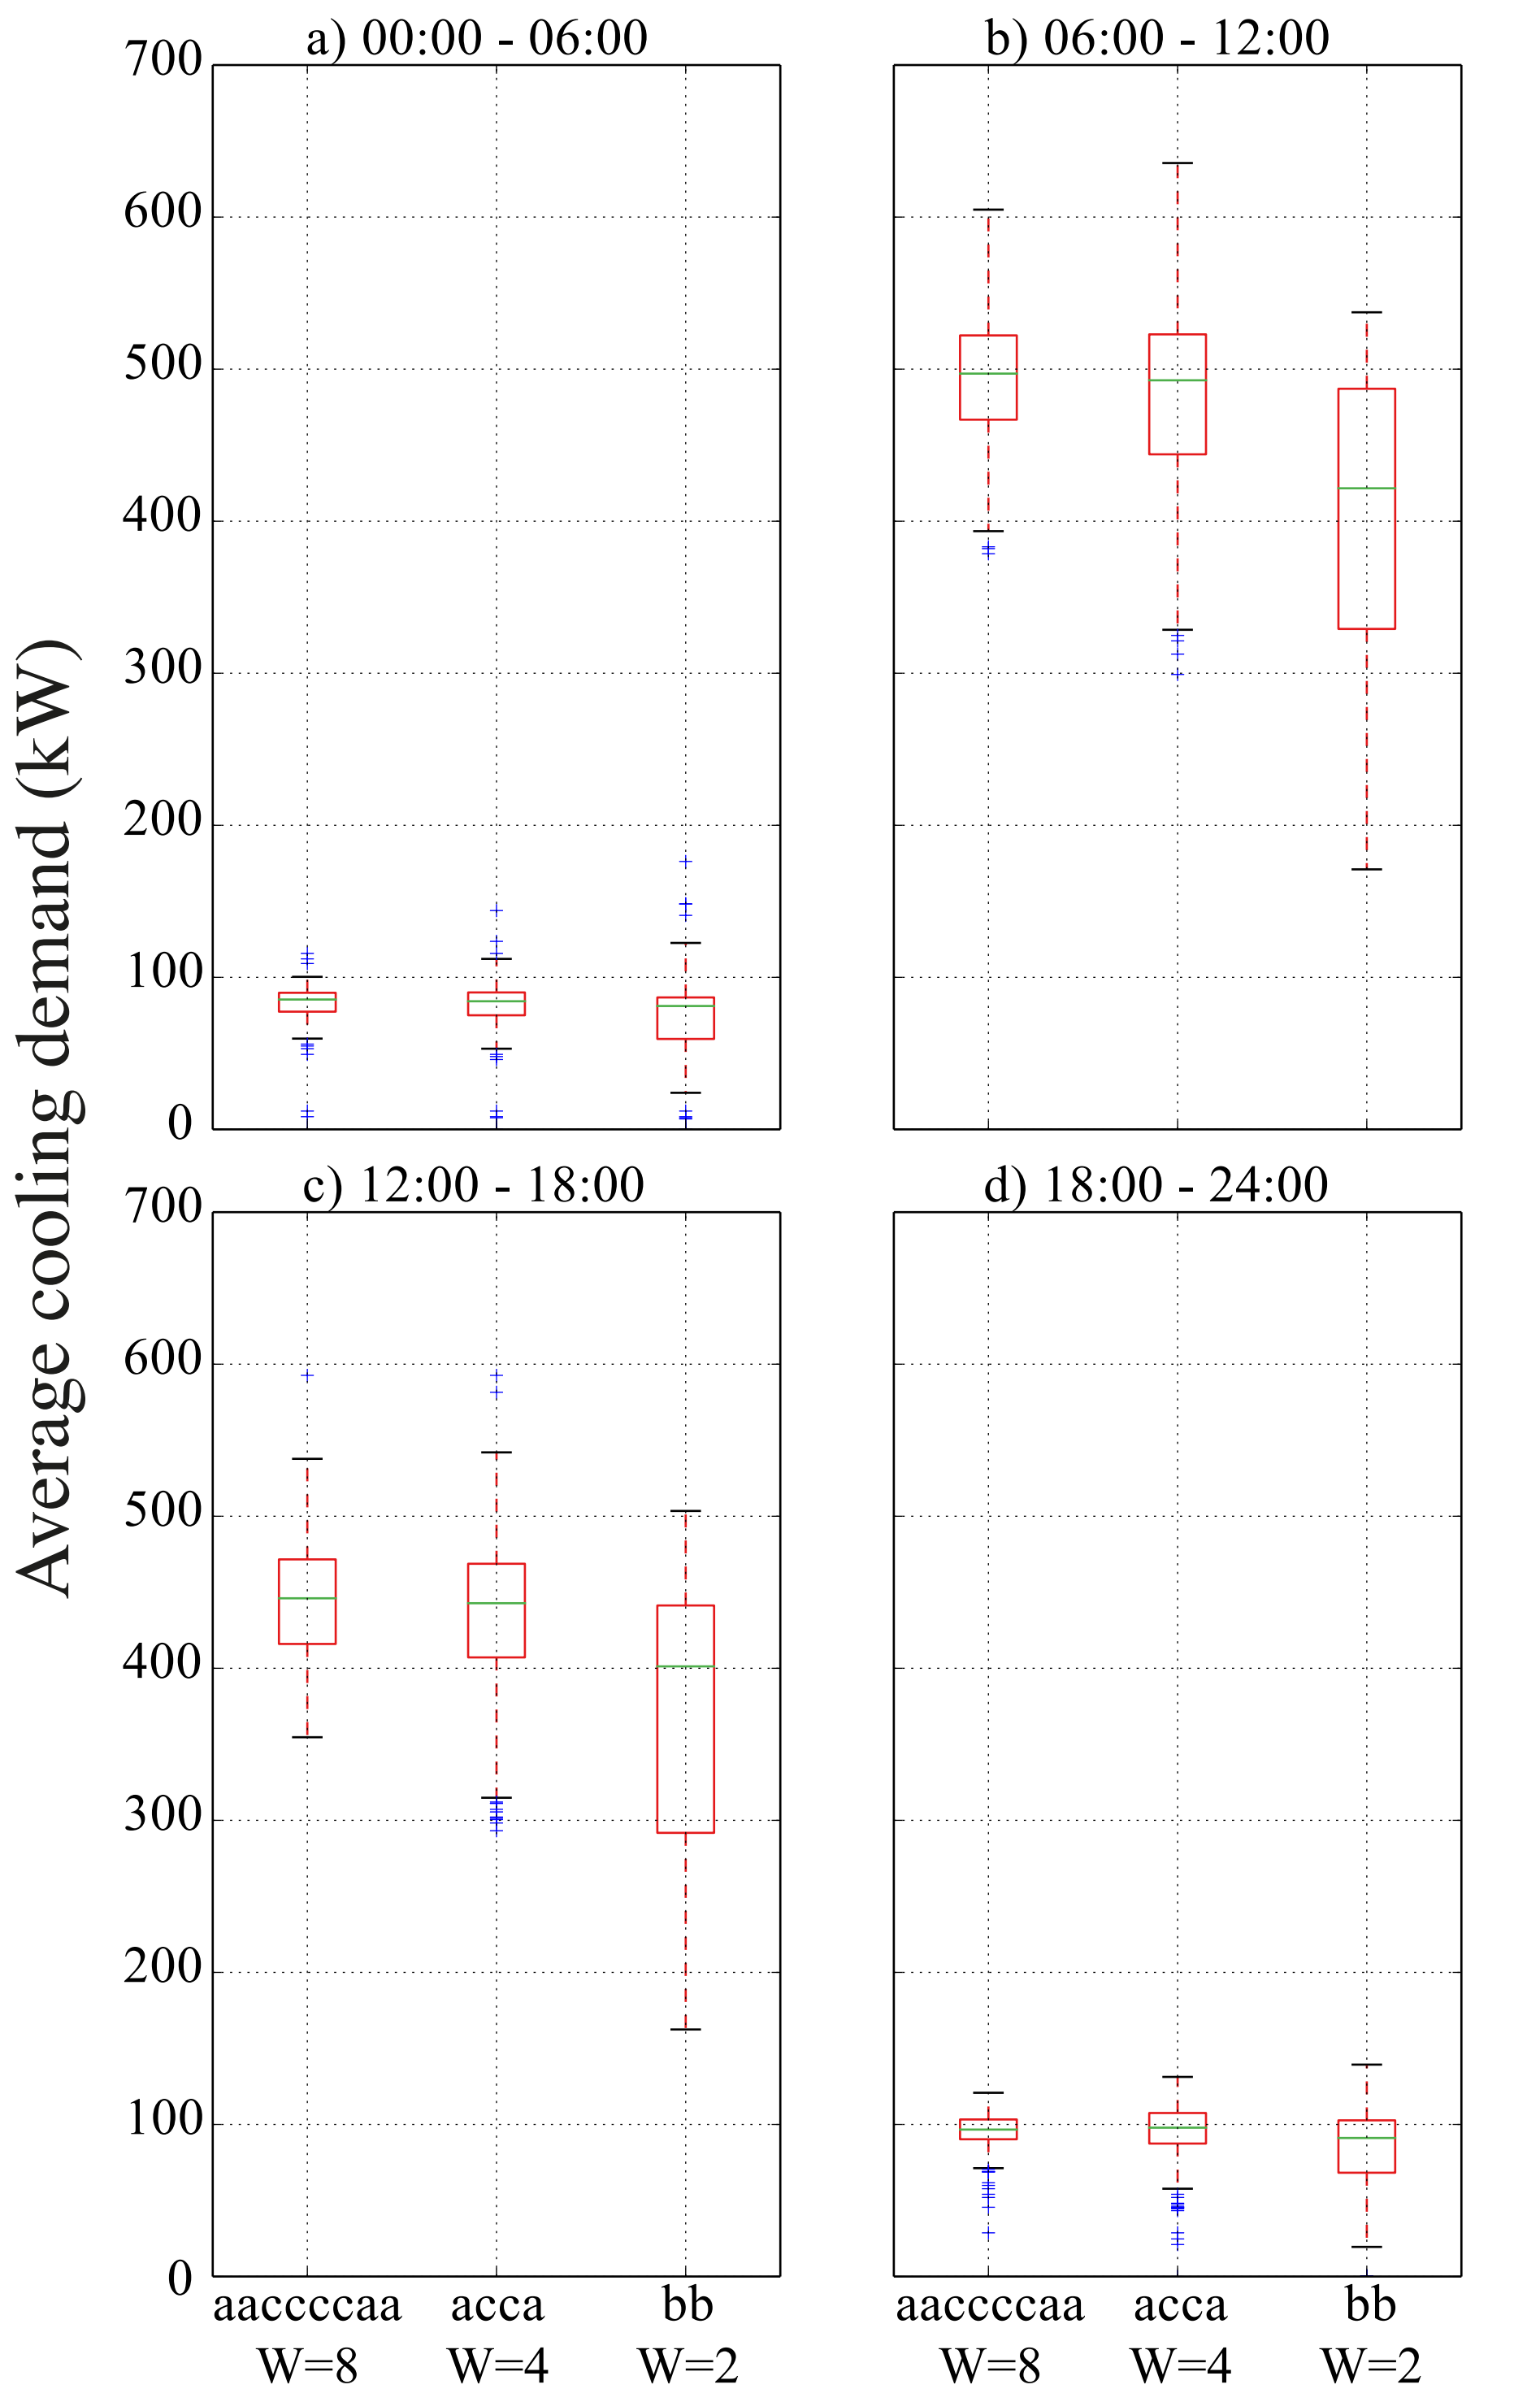 Average cooling demand (kW)
a) 00:00 - 06:00
700
600
500
400
300
200
100
0
b) 06:00 - 12:00
c) 12:00 - 18:00
700
600
500
400
300
200
100
0
aaccccaa acca bb
W=8 W=4 W=2
d) 18:00 - 24:00
aaccccaa acca bb
W=8 W=4 W=2